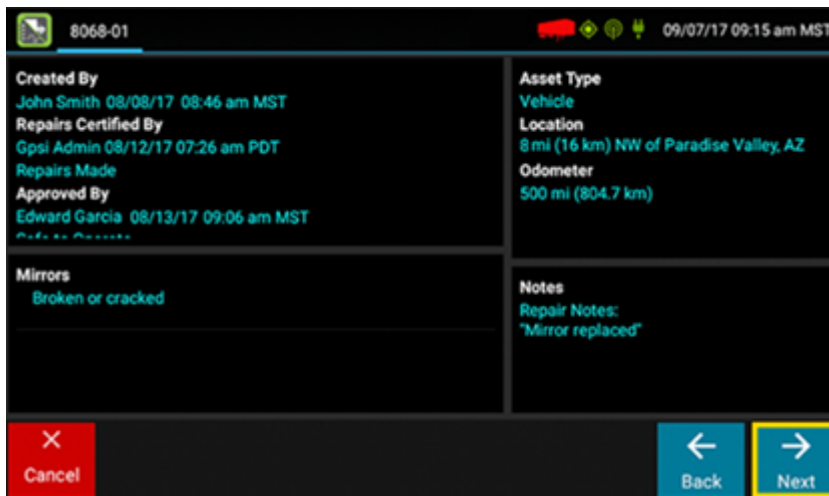 8068-01
09/07/17 09:15 am MST
Created By
John Smith 08/08/17 08:46 am MST
Repairs Certified By
Gpsi Admin 08/12/17 07:26 am PDT
Repairs Made
Approved By
Edward Garcia 08/13/17 09:06 am MST
Safe to Operate
Asset Type
Vehicle
Location
8 mi (16 km) NW of Paradise Valley, AZ
Odometer
500 mi (804.7 km)
Mirrors
Broken or cracked
Notes
Repair Notes:
"Mirror replaced"
Cancel
Back
Next